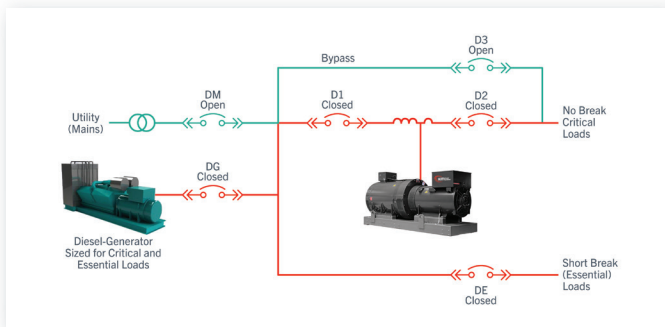 D3
Open
Bypass
DM
Open
D1
Closed
D2
Closed
Utility
(Mains)
No Break
Critical
Loads
DG
Closed
Diesel-Generator
Sized for Critical and
Essential Loads
Short Break
(Essential)
Loads
DE
Closed